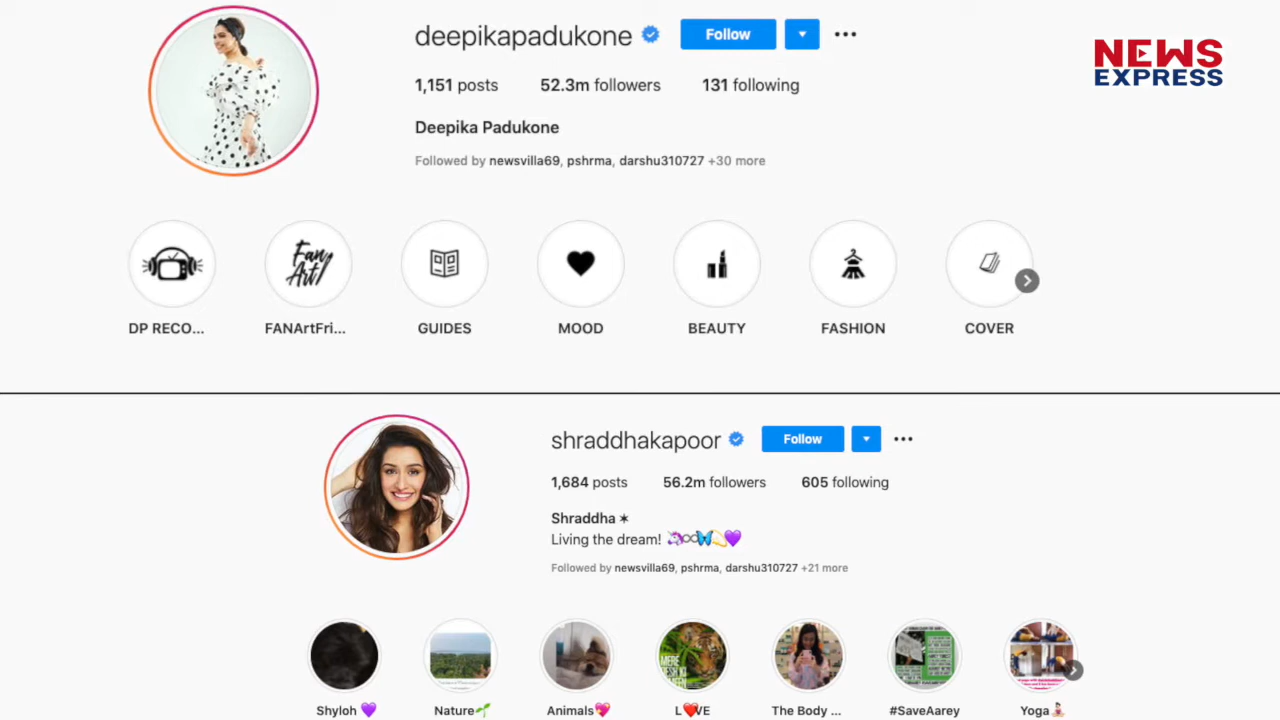 deepikapadukone
Follow
NEWS
EXPRESS
1,151 posts 52.3m followers 131 following
Deepika Padukone
Followed by newsvilla69, pshrma, darshu310727 +30 more
Fan
Art
DP RECO... FANArtFri... GUIDES MOOD BEAUTY FASHION COVER
shraddhakapoor
Follow
1,684 posts 56.2m followers 605 following
Shraddha ✶
Living the dream! 🦄∞🦋💫💜
Followed by newsvilla69, pshrma, darshu310727 +21 more
MERE
Shyloh 💜 Nature🌱 Animals💖 L❤️VE The Body ... #SaveAarey Yoga🧘🏻‍♀️